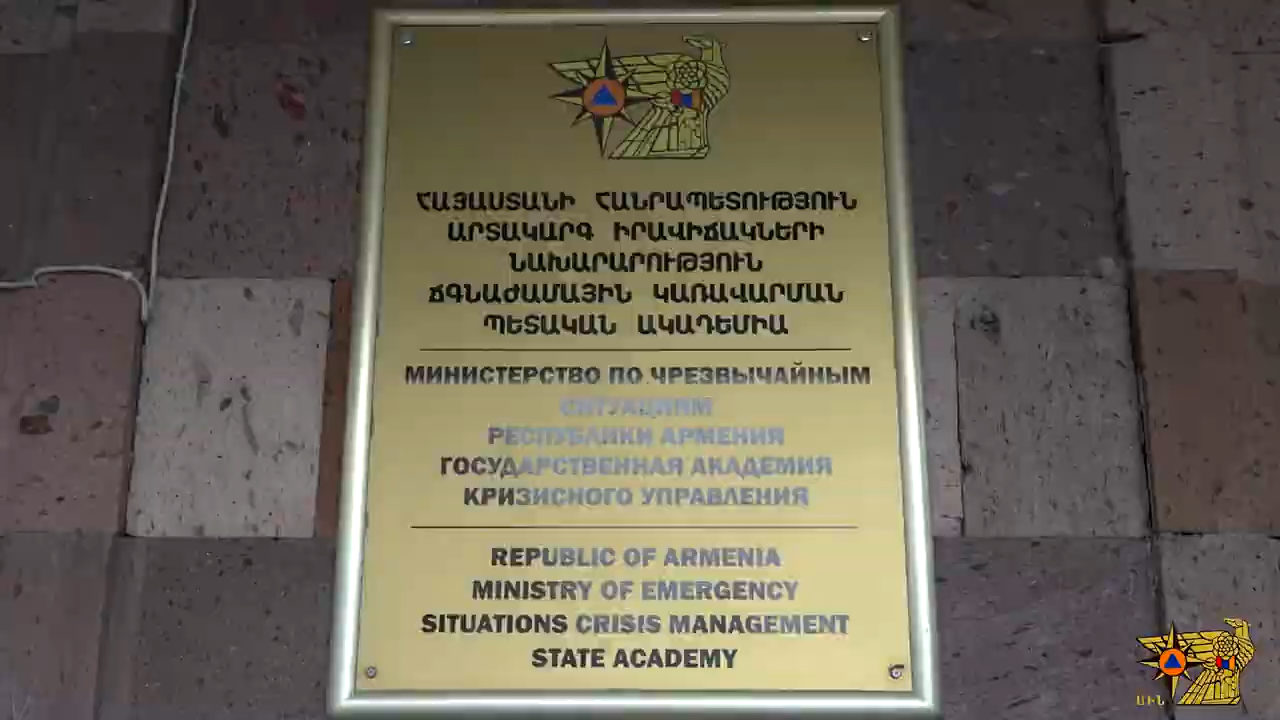 ՀԱՅԱՍՏԱՆԻ ՀԱՆՐԱՊԵՏՈՒԹՅՈՒՆ
ԱՐՏԱԿԱՐԳ ԻՐԱՎԻՃԱԿՆԵՐԻ
ՆԱԽԱՐԱՐՈՒԹՅՈՒՆ
ՃԳՆԱԺԱՄԱՅԻՆ ԿԱՌԱՎԱՐՄԱՆ
ՊԵՏԱԿԱՆ ԱԿԱԴԵՄԻԱ
МИНИСТЕРСТВО ПО ЧРЕЗВЫЧАЙНЫМ
СИТУАЦИЯМ
РЕСПУБЛИКИ АРМЕНИЯ
ГОСУДАРСТВЕННАЯ АКАДЕМИЯ
КРИЗИСНОГО УПРАВЛЕНИЯ
REPUBLIC OF ARMENIA
MINISTRY OF EMERGENCY
SITUATIONS CRISIS MANAGEMENT
STATE ACADEMY
ԱԻՆ